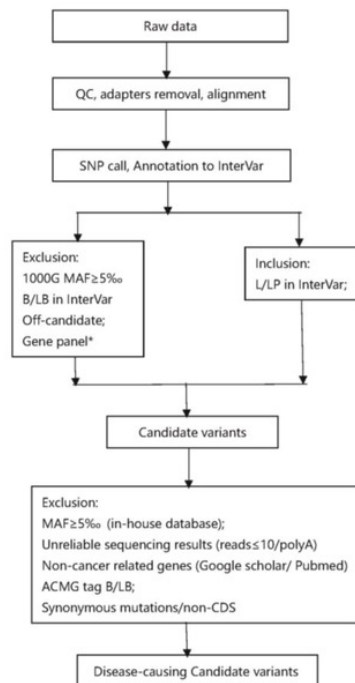 Raw data
QC, adapters removal, alignment
SNP call, Annotation to InterVar
Exclusion:
1000G MAF≥5‰
B/LB in InterVar
Off-candidate;
Gene panel*
Inclusion:
L/LP in InterVar;
Candidate variants
Exclusion:
MAF≥5‰ (in-house database);
Unreliable sequencing results (reads≤10/polyA)
Non-cancer related genes (Google scholar/ Pubmed)
ACMG tag B/LB;
Synonymous mutations/non-CDS
Disease-causing Candidate variants